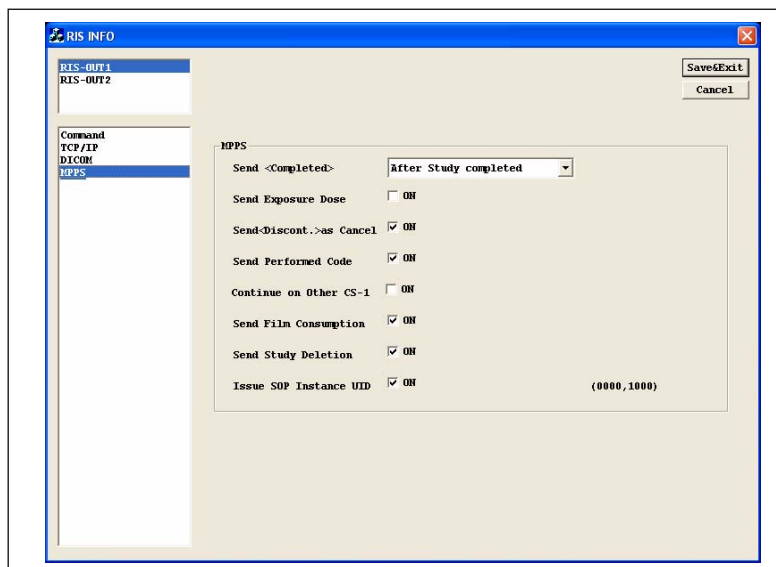 RIS INFO
RIS-OUT1
RIS-OUT2
Save&Exit
Cancel
Command
TCP/IP
DICOM
MPPS
MPPS
Send <Completed> After Study completed
Send Exposure Dose ON
Send<Discont.>as Cancel ON
Send Performed Code ON
Continue on Other CS-1 ON
Send Film Consumption ON
Send Study Deletion ON
Issue SOP Instance UID ON (0000,1000)